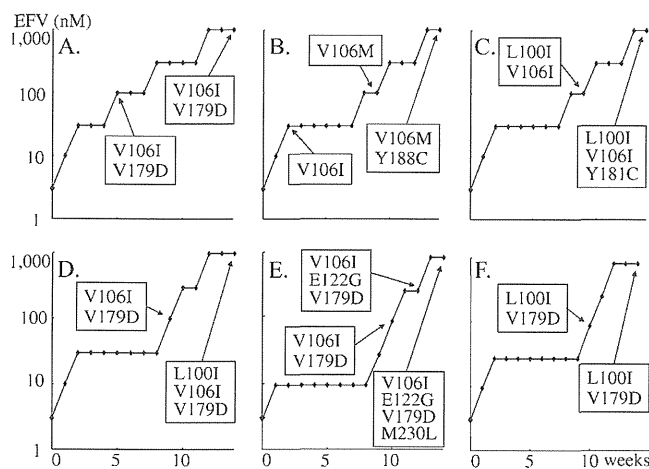 EFV (nM)
1,000
100
10
1
A.
V106I
V179D
V106I
V179D
B.
V106M
V106I
V106M
Y188C
C.
L100I
V106I
L100I
V106I
Y181C
1,000
100
10
1
D.
V106I
V179D
L100I
V106I
V179D
0
5
10
E.
V106I
E122G
V179D
V106I
V179D
V106I
E122G
V179D
M230L
0
5
10
F.
L100I
V179D
L100I
V179D
0
5
10 weeks